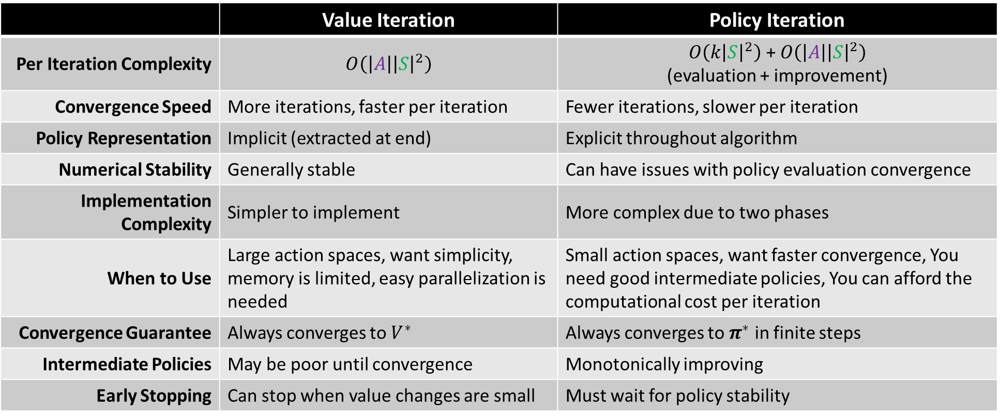 Value Iteration
Policy Iteration
Per Iteration Complexity
O(|A||S|²)
O(k|S|²) + O(|A||S|²)
(evaluation + improvement)
Convergence Speed
More iterations, faster per iteration
Fewer iterations, slower per iteration
Policy Representation
Implicit (extracted at end)
Explicit throughout algorithm
Numerical Stability
Generally stable
Can have issues with policy evaluation convergence
Implementation
Complexity
Simpler to implement
More complex due to two phases
When to Use
Large action spaces, want simplicity,
memory is limited, easy parallelization is
needed
Small action spaces, want faster convergence, You
need good intermediate policies, You can afford the
computational cost per iteration
Convergence Guarantee
Always converges to V*
Always converges to π* in finite steps
Intermediate Policies
May be poor until convergence
Monotonically improving
Early Stopping
Can stop when value changes are small
Must wait for policy stability